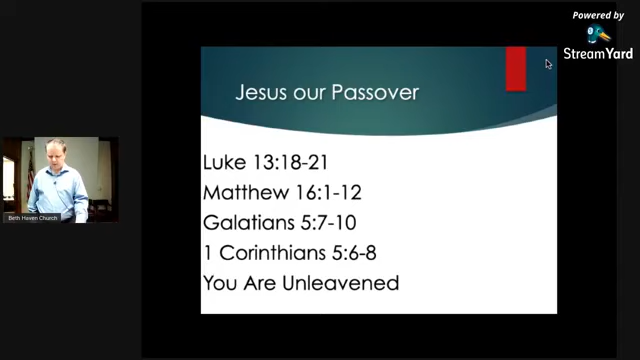 Powered by
StreamYard
Jesus our Passover
Luke 13:18-21
Matthew 16:1-12
Galatians 5:7-10
1 Corinthians 5:6-8
You Are Unleavened
Beth Haven Church